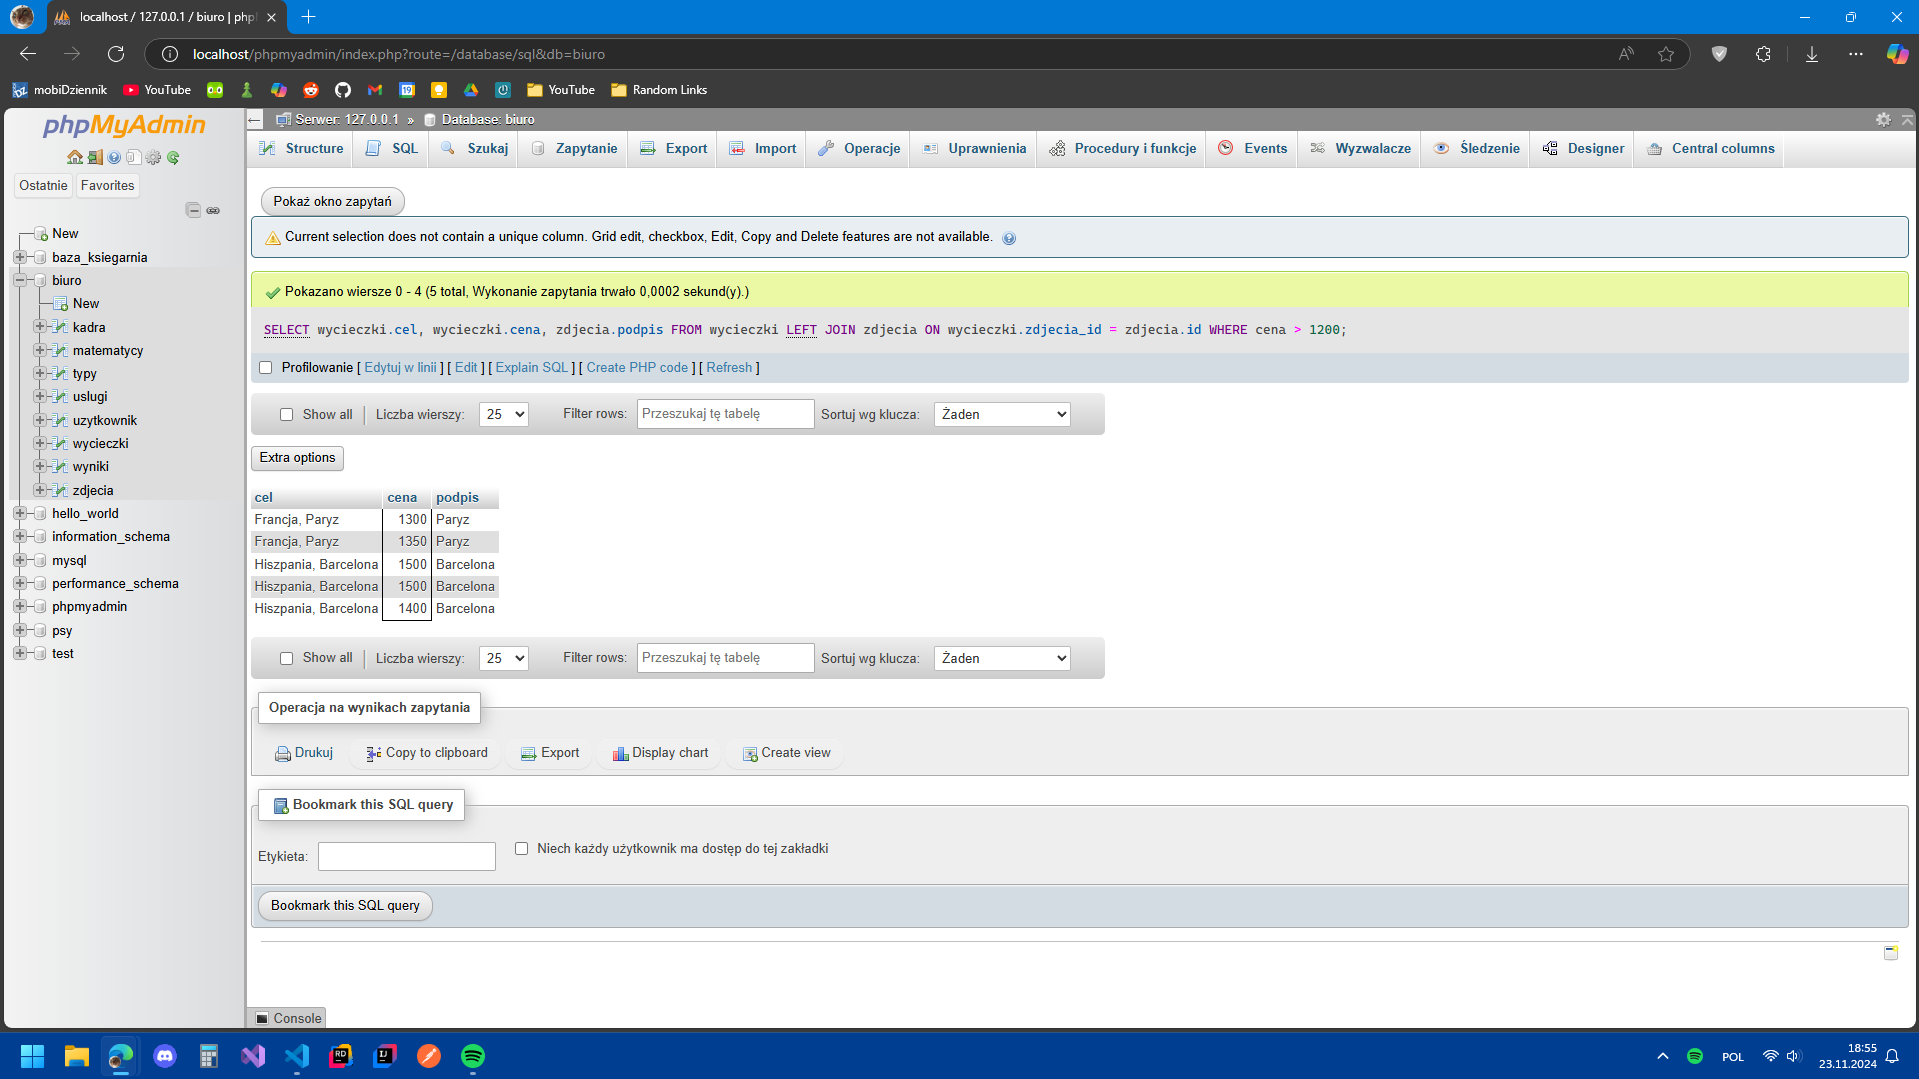 localhost / 127.0.0.1 / biuro | php
localhost/phpmyadmin/index.php?route=/database/sql&db=biuro
mobiDziennik
YouTube
YouTube
Random Links
phpMyAdmin
Ostatnie
Favorites
New
baza_ksiegarnia
biuro
New
kadra
matematycy
typy
uslugi
uzytkownik
wycieczki
wyniki
zdjecia
hello_world
information_schema
mysql
performance_schema
phpmyadmin
psy
test
Serwer: 127.0.0.1 » Database: biuro
Structure
SQL
Szukaj
Zapytanie
Export
Import
Operacje
Uprawnienia
Procedury i funkcje
Events
Wyzwalacze
Śledzenie
Designer
Central columns
Pokaż okno zapytań
Current selection does not contain a unique column. Grid edit, checkbox, Edit, Copy and Delete features are not available.
Pokazano wiersze 0 - 4 (5 total, Wykonanie zapytania trwało 0,0002 sekund(y).)
SELECT wycieczki.cel, wycieczki.cena, zdjecia.podpis FROM wycieczki LEFT JOIN zdjecia ON wycieczki.zdjecia_id = zdjecia.id WHERE cena > 1200;
Profilowanie [ Edytuj w linii ] [ Edit ] [ Explain SQL ] [ Create PHP code ] [ Refresh ]
Show all | Liczba wierszy: 25 Filter rows: Przeszukaj tę tabelę Sortuj wg klucza: Żaden
Extra options
cel cena podpis
Francja, Paryz 1300 Paryz
Francja, Paryz 1350 Paryz
Hiszpania, Barcelona 1500 Barcelona
Hiszpania, Barcelona 1500 Barcelona
Hiszpania, Barcelona 1400 Barcelona
Show all | Liczba wierszy: 25 Filter rows: Przeszukaj tę tabelę Sortuj wg klucza: Żaden
Operacja na wynikach zapytania
Drukuj
Copy to clipboard
Export
Display chart
Create view
Bookmark this SQL query
Etykieta:
Niech każdy użytkownik ma dostęp do tej zakładki
Bookmark this SQL query
Console
RD
IJ
POL
18:55
23.11.2024